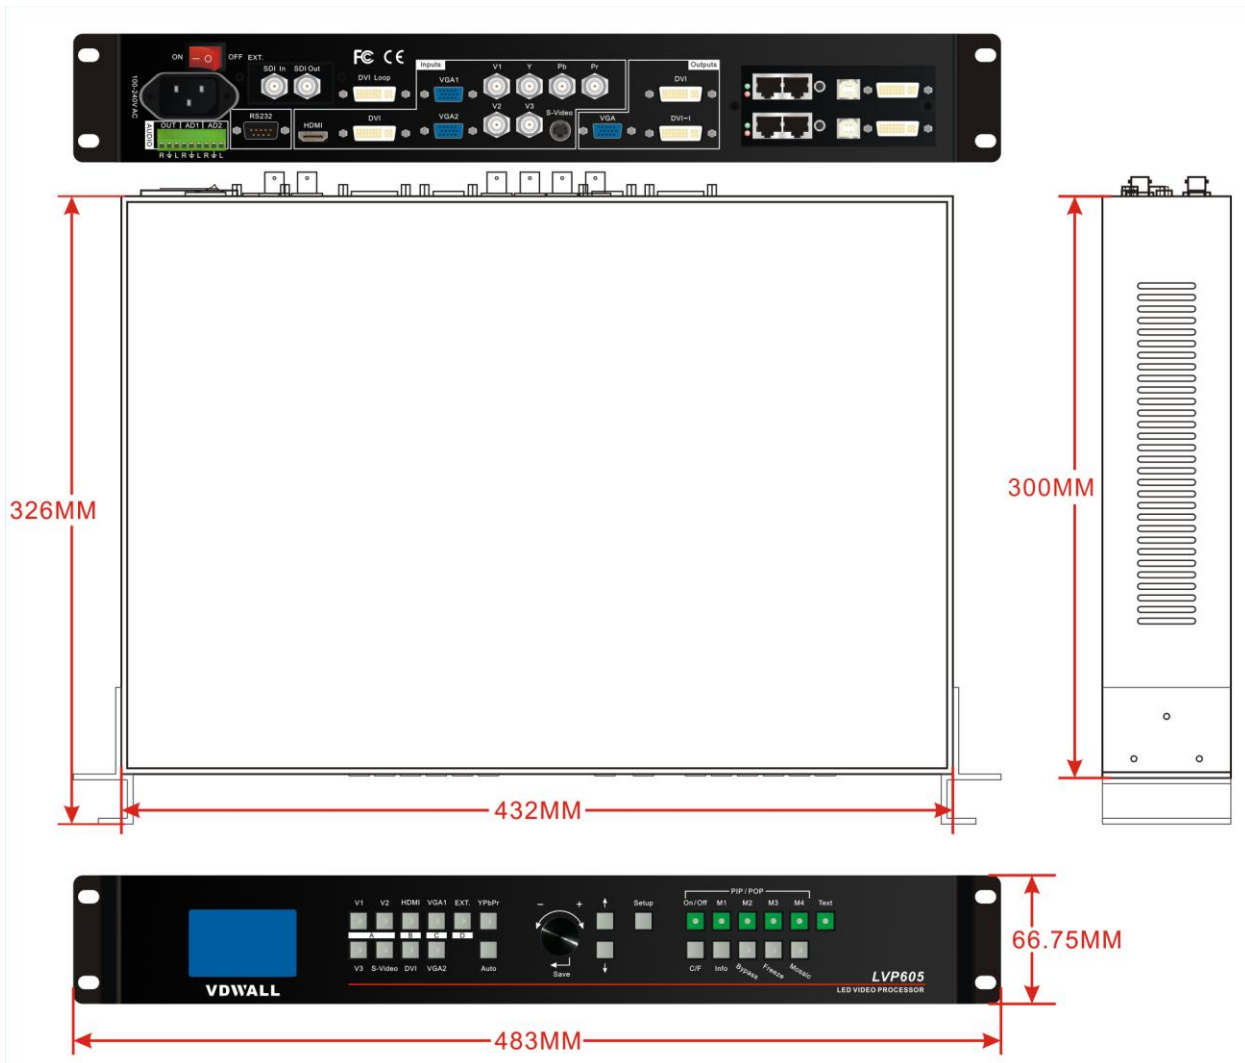 ON OFF EXT. FC CE
SDI In SDI Out DVI Loop Inputs VGA1 V1 Y Pb Pr Outputs DVI
100-240V AC
AUDIO OUT AD1 AD2 RS232 HDMI DVI VGA2 V2 V3 S-Video VGA DVI-I
R L R L R L
326MM
300MM
432MM
PIP/POP
V1 V2 HDMI VGA1 EXT. YPbPr - + Setup On/Off M1 M2 M3 M4 Text
A B C D
V3 S-Video DVI VGA2 Auto Save C/F Info Bypass Freeze Mosaic
66.75MM
VDWALL
LVP605
LED VIDEO PROCESSOR
483MM